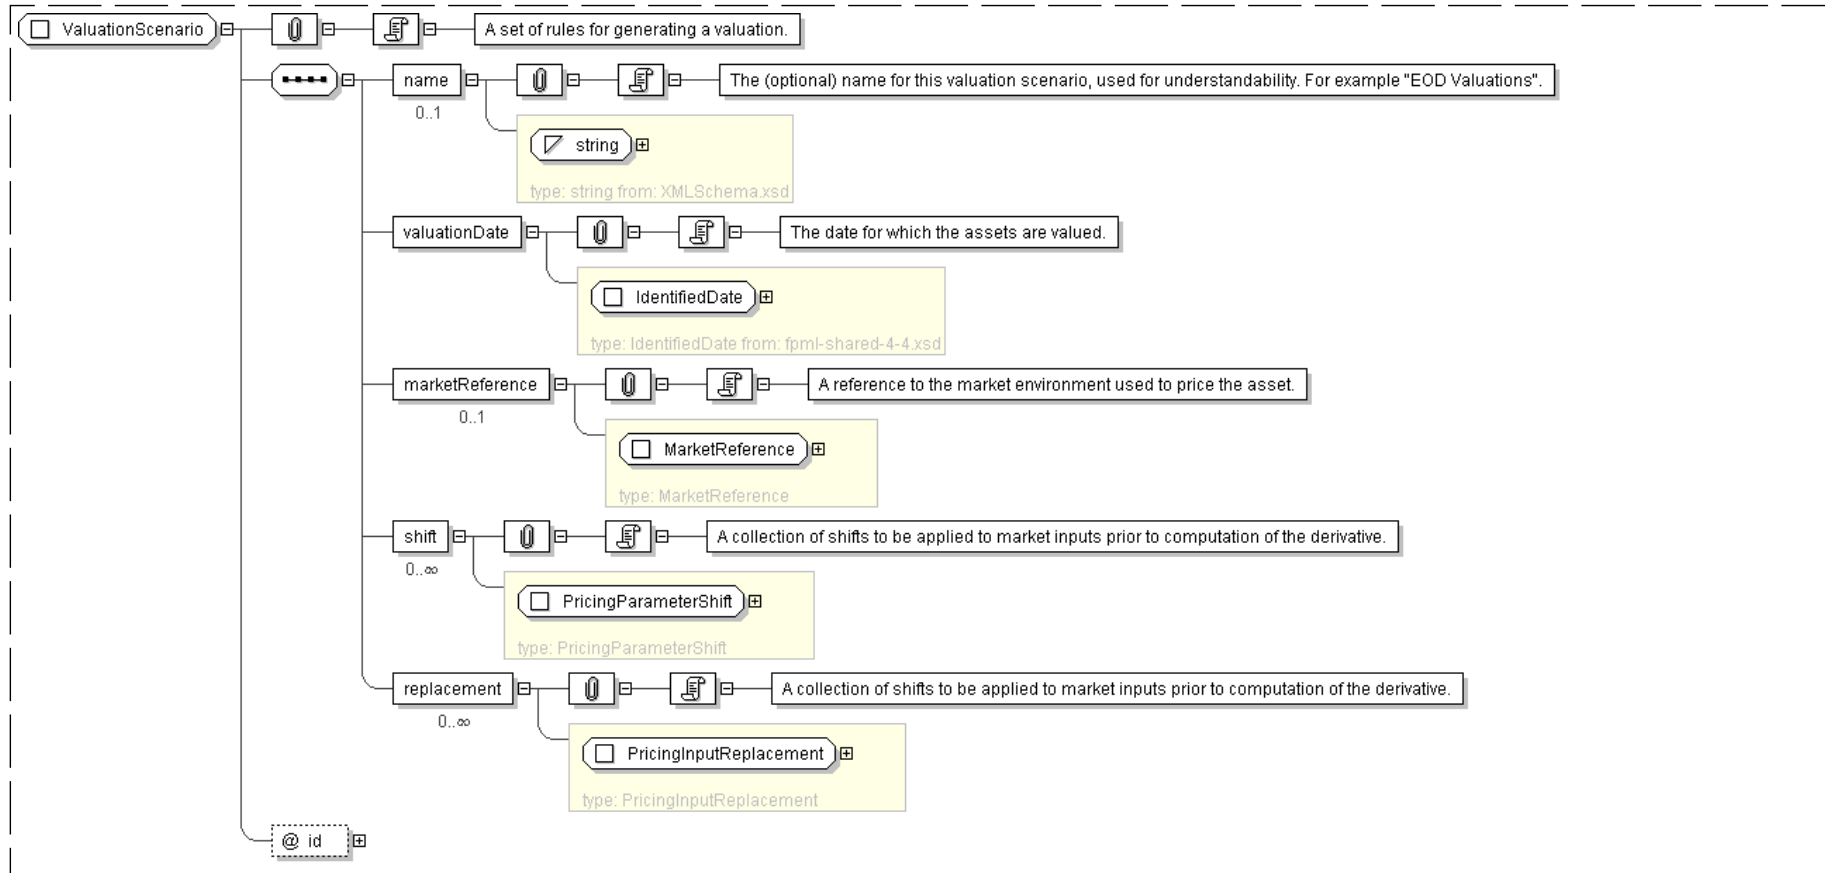 ValuationScenario A set of rules for generating a valuation.
name The (optional) name for this valuation scenario, used for understandability. For example "EOD Valuations".
0..1
string
type: string from: XMLSchema.xsd
valuationDate The date for which the assets are valued.
IdentifiedDate
type: IdentifiedDate from: fpml-shared-4-4.xsd
marketReference A reference to the market environment used to price the asset.
0..1
MarketReference
type: MarketReference
shift A collection of shifts to be applied to market inputs prior to computation of the derivative.
0..∞
PricingParameterShift
type: PricingParameterShift
replacement A collection of shifts to be applied to market inputs prior to computation of the derivative.
0..∞
PricingInputReplacement
type: PricingInputReplacement
@ id